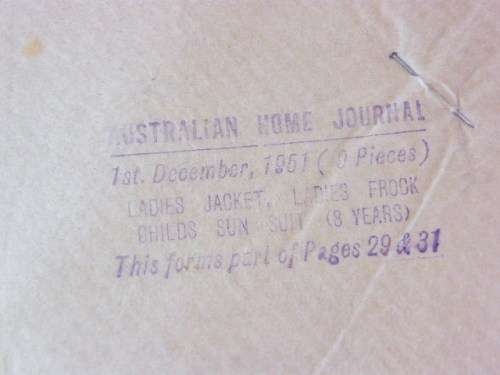 AUSTRALIAN HOME JOURNAL
1st. December, 1951 ( 9 Pieces)
LADIES JACKET, LADIES FROCK
CHILDS SUN SUIT (8 YEARS)
This forms part of Pages 29 & 31